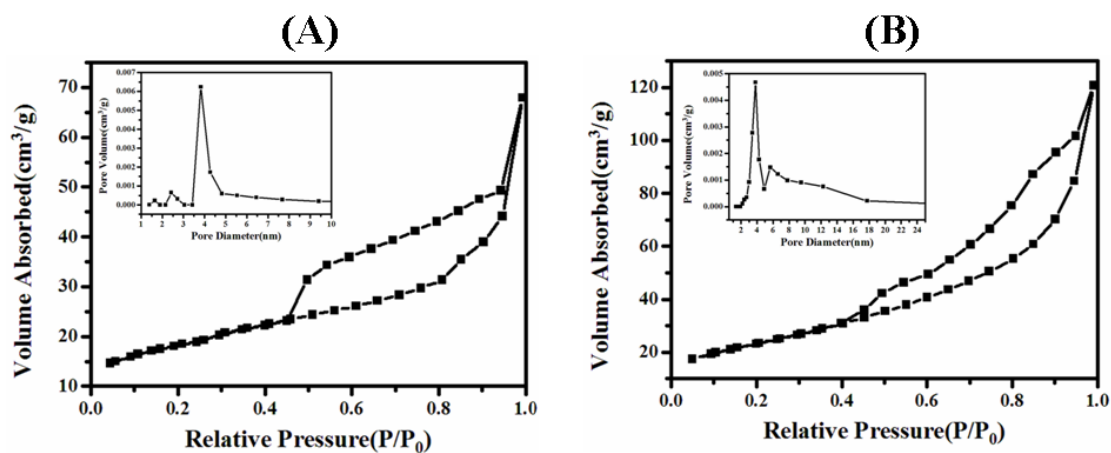 (A)
Volume Absorbed(cm³/g)
70
60
50
40
30
20
10
0.0 0.2 0.4 0.6 0.8 1.0
Relative Pressure(P/P₀)
Pore Volume(cm³/g)
0.007
0.006
0.005
0.004
0.003
0.002
0.001
0.000
1 2 3 4 5 6 7 8 9 10
Pore Diameter(nm)
(B)
Volume Absorbed(cm³/g)
120
100
80
60
40
20
0.0 0.2 0.4 0.6 0.8 1.0
Relative Pressure(P/P₀)
Pore Volume(cm³/g)
0.005
0.004
0.003
0.002
0.001
0.000
2 4 6 8 10 12 14 16 18 20 22 24
Pore Diameter(nm)